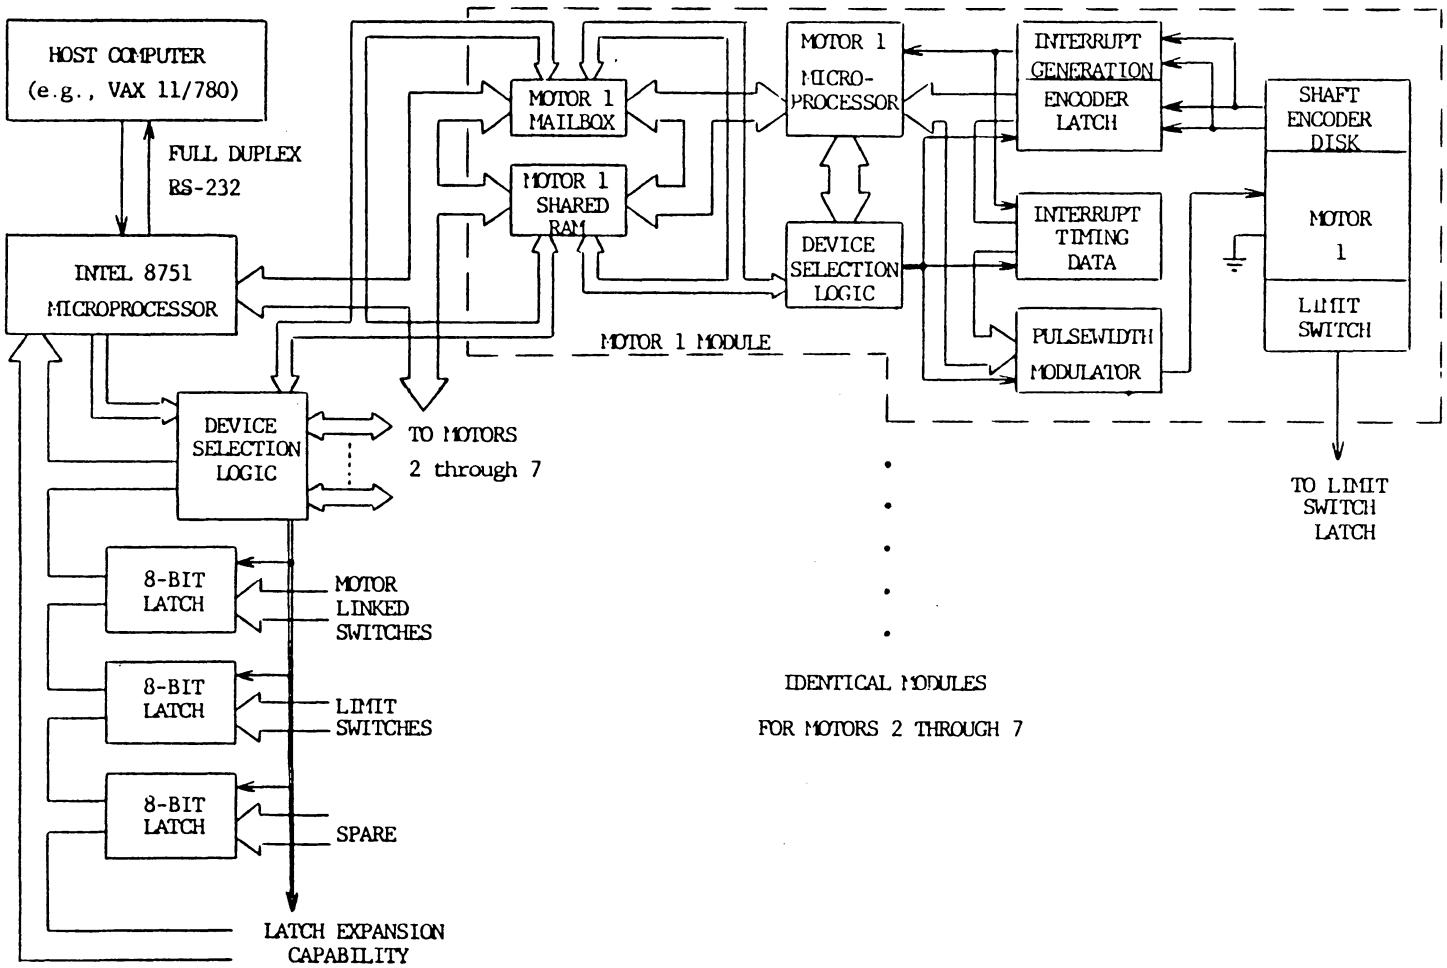 HOST COMPUTER
(e.g., VAX 11/780)
FULL DUPLEX
RS-232
INTEL 8751
MICROPROCESSOR
DEVICE
SELECTION
LOGIC
TO MOTORS
2 through 7
8-BIT
LATCH
MOTOR
LINKED
SWITCHES
8-BIT
LATCH
LIMIT
SWITCHES
8-BIT
LATCH
SPARE
LATCH EXPANSION
CAPABILITY
MOTOR 1
MAILBOX
MOTOR 1
SHARED
RAM
MOTOR 1 MODULE
MOTOR 1
MICRO-
PROCESSOR
DEVICE
SELECTION
LOGIC
INTERRUPT
GENERATION
ENCODER
LATCH
INTERRUPT
TIMING
DATA
PULSEWIDTH
MODULATOR
SHAFT
ENCODER
DISK
MOTOR
1
LIMIT
SWITCH
TO LIMIT
SWITCH
LATCH
IDENTICAL MODULES
FOR MOTORS 2 THROUGH 7